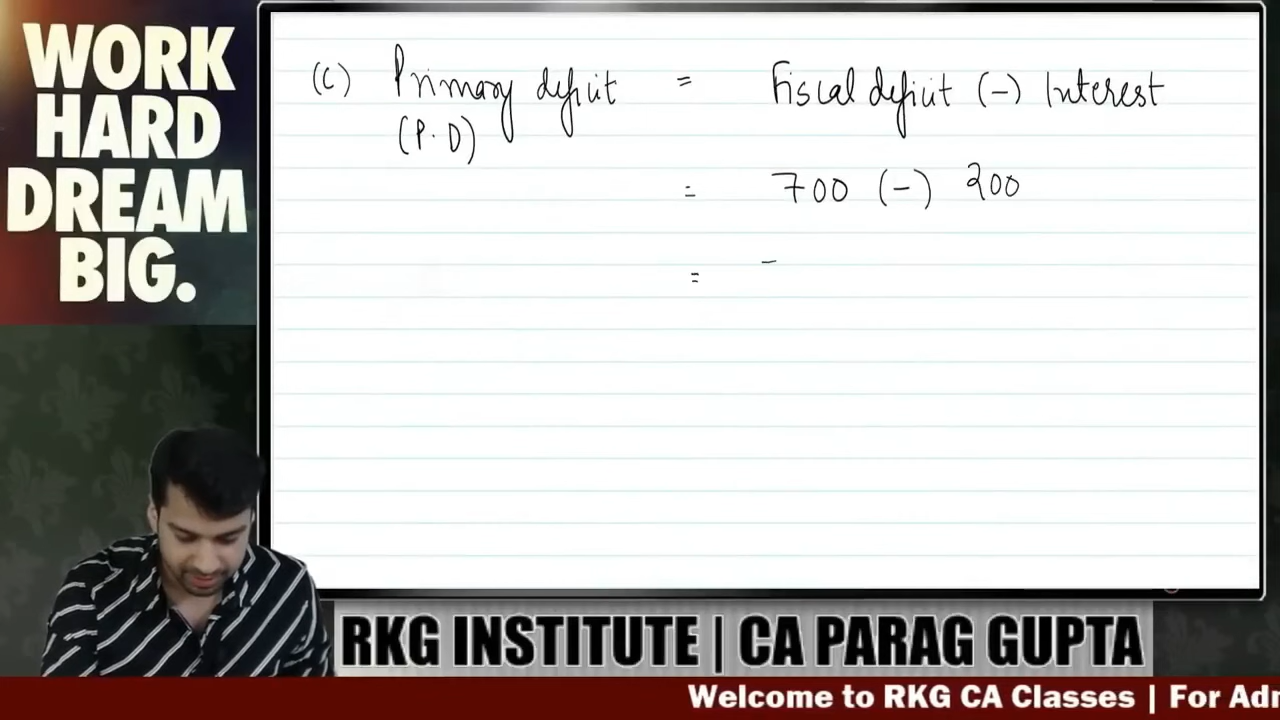 WORK
HARD
DREAM
BIG.
(C) Primary deficit = Fiscal deficit (-) Interest
(P.D)
= 700 (-) 200
=
RKG INSTITUTE | CA PARAG GUPTA
Welcome to RKG CA Classes | For Adr